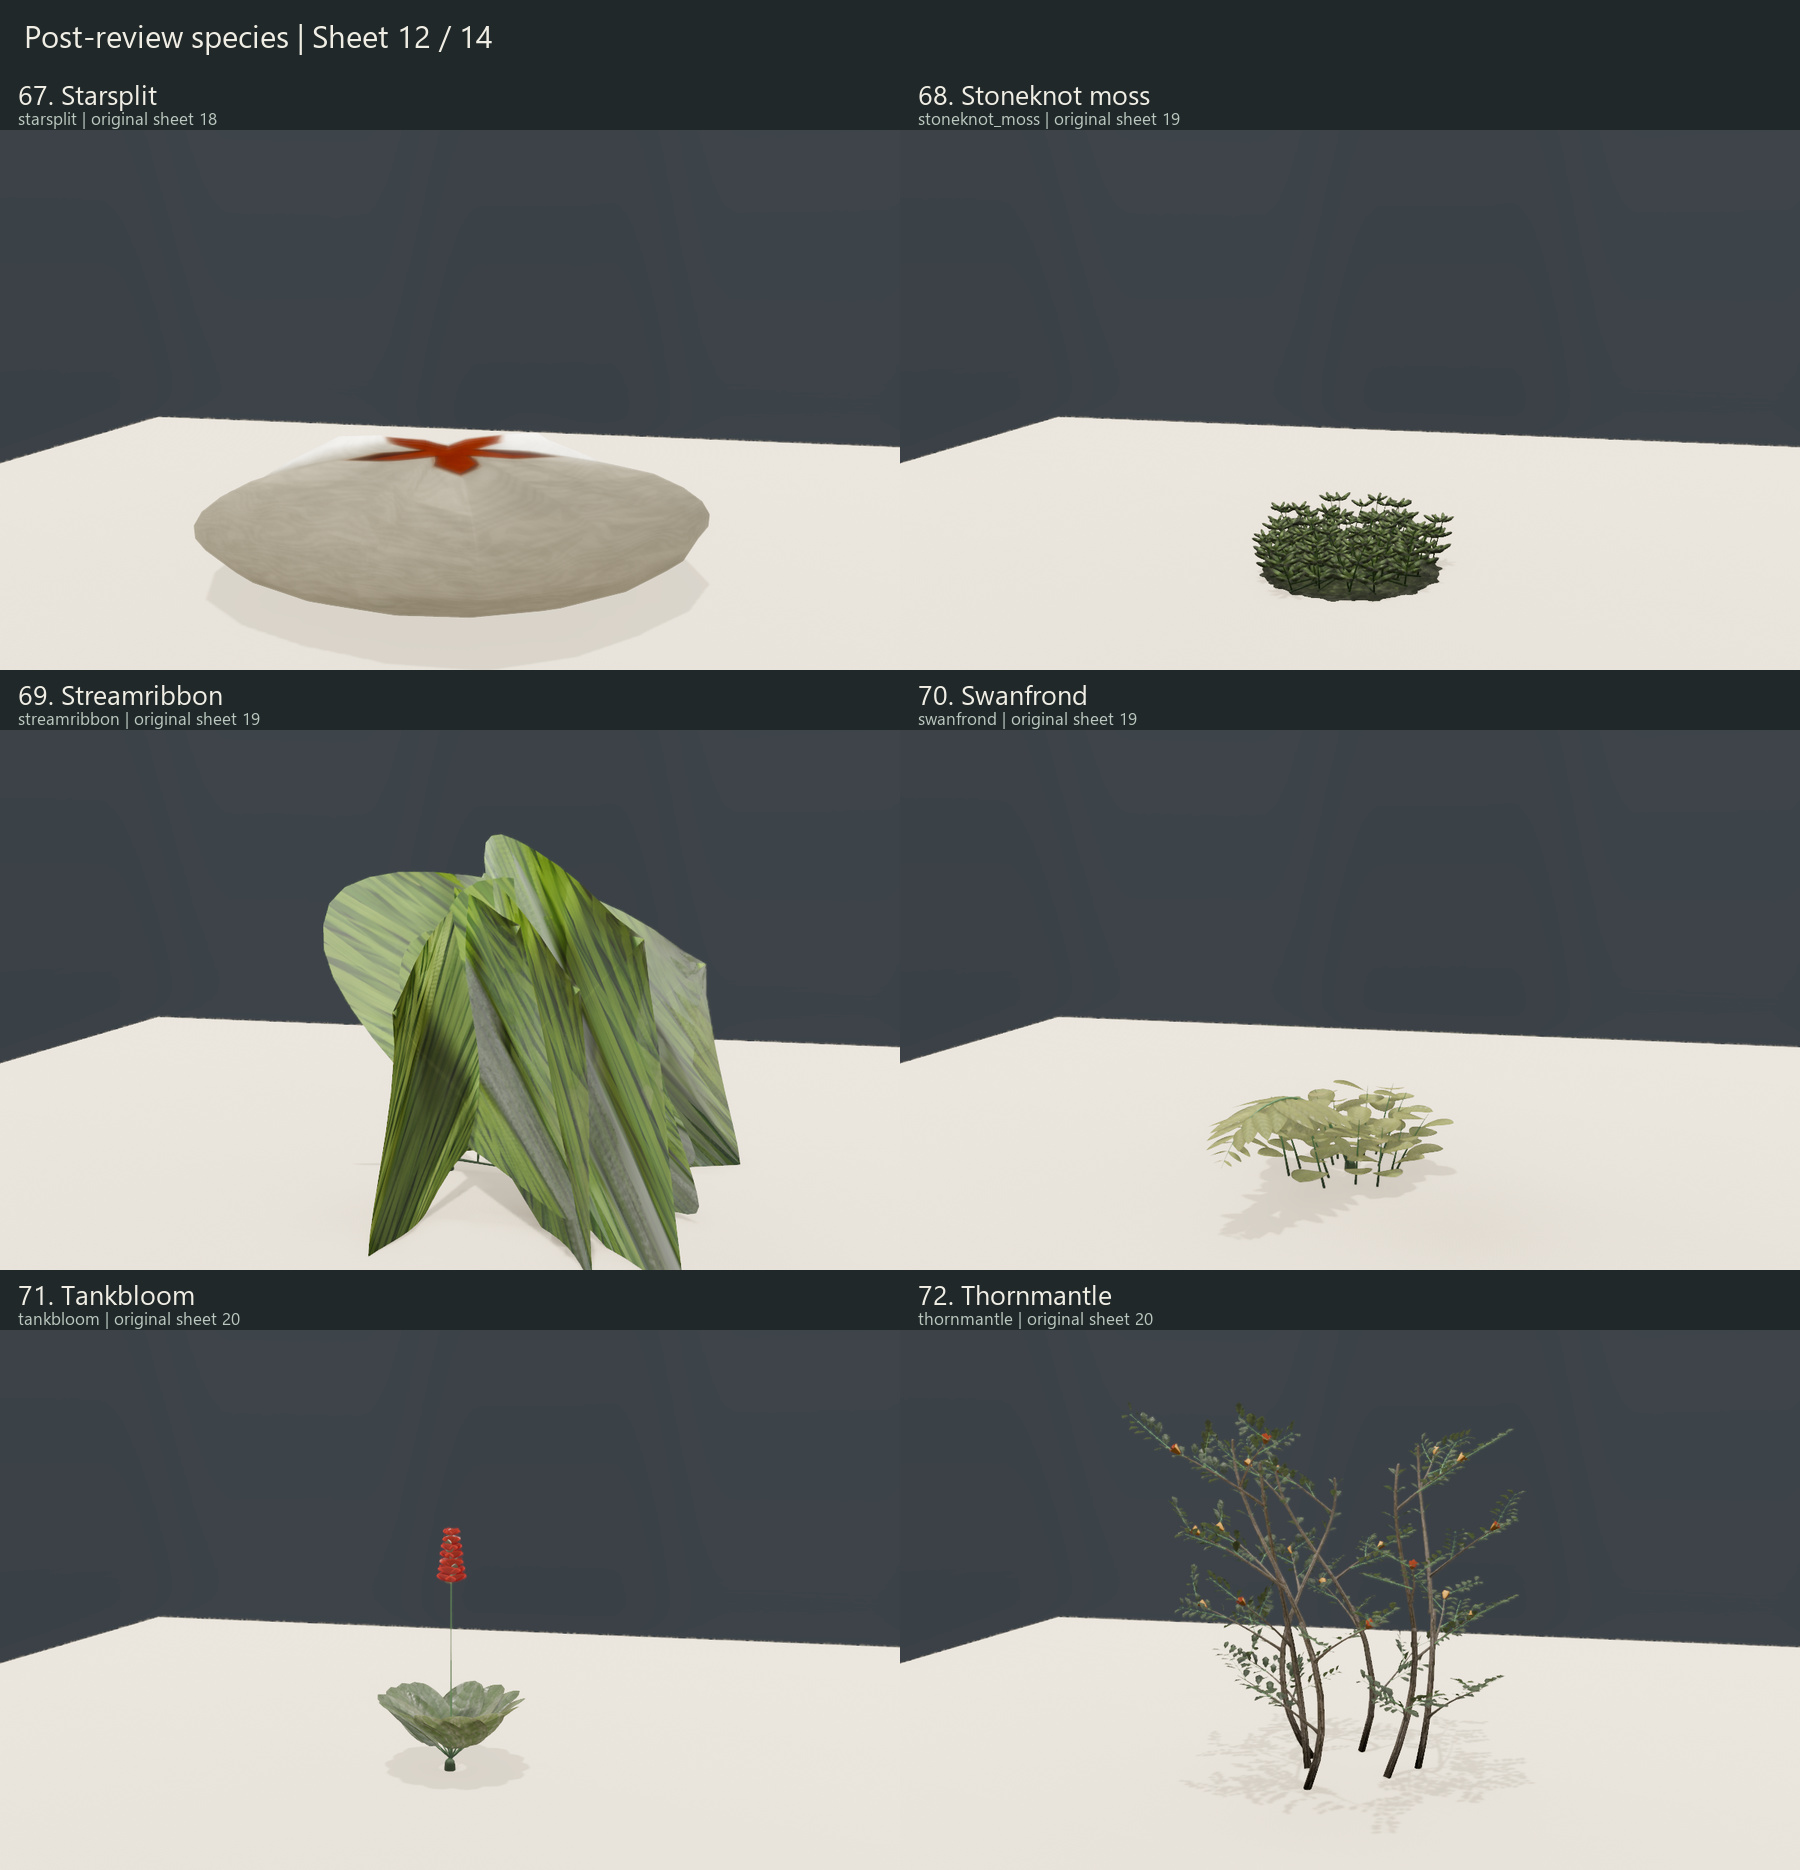 Post-review species | Sheet 12 / 14
67. Starsplit
starsplit | original sheet 18
68. Stoneknot moss
stoneknot_moss | original sheet 19
69. Streamribbon
streamribbon | original sheet 19
70. Swanfrond
swanfrond | original sheet 19
71. Tankbloom
tankbloom | original sheet 20
72. Thornmantle
thornmantle | original sheet 20